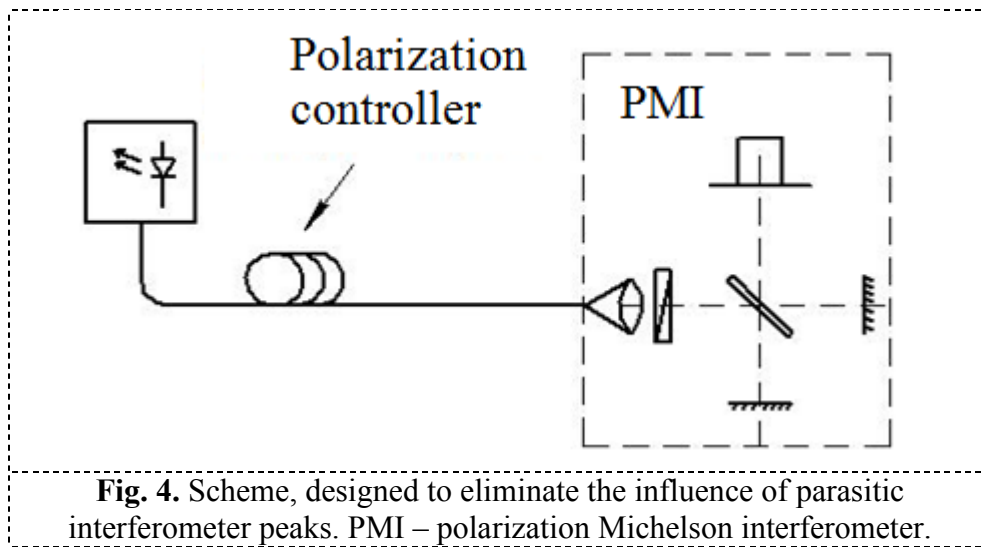 Polarization
controller
PMI
Fig. 4. Scheme, designed to eliminate the influence of parasitic
interferometer peaks. PMI – polarization Michelson interferometer.